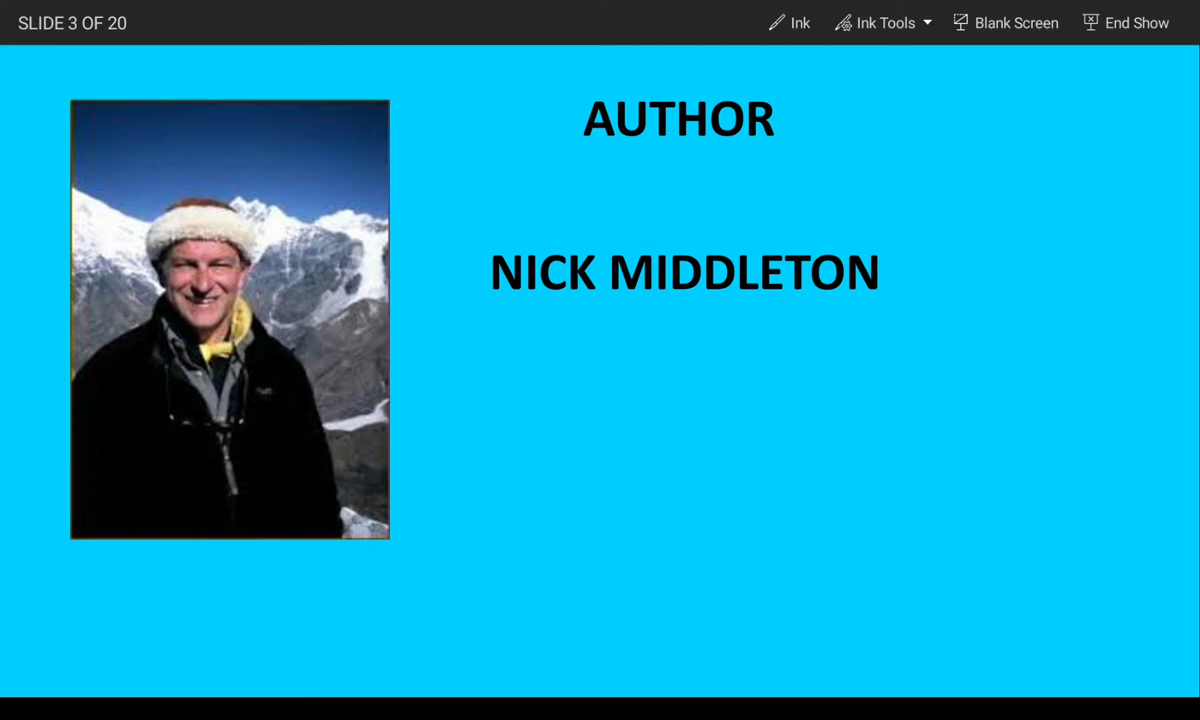 SLIDE 3 OF 20
Ink
Ink Tools
Blank Screen
End Show
AUTHOR
NICK MIDDLETON